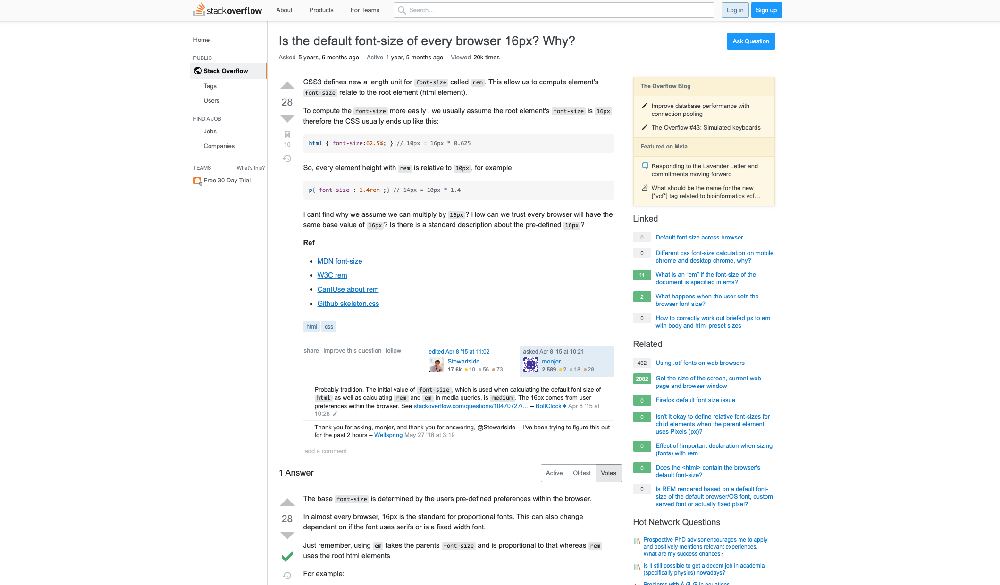 stackoverflow
About
Products
For Teams
Search...
Log in
Sign up
Home
PUBLIC
Stack Overflow
Tags
Users
FIND A JOB
Jobs
Companies
TEAMS
What's this?
Free 30 Day Trial
Is the default font-size of every browser 16px? Why?
Ask Question
Asked 5 years, 6 months ago Active 1 year, 5 months ago Viewed 20k times
28
10
CSS3 defines new a length unit for font-size called rem. This allow us to compute element's
font-size relate to the root element (html element).
To compute the font-size more easily , we usually assume the root element's font-size is 16px,
therefore the CSS usually ends up like this:
html { font-size:62.5%; } // 10px = 16px * 0.625
So, every element height with rem is relative to 10px, for example
p{ font-size : 1.4rem ;} // 14px = 10px * 1.4
I cant find why we assume we can multiply by 16px? How can we trust every browser will have the
same base value of 16px? Is there is a standard description about the pre-defined 16px?
Ref
• MDN font-size
• W3C rem
• CanIUse about rem
• Github skeleton.css
html css
share improve this question follow
edited Apr 8 '15 at 11:02
Stewartside
17.6k 10 56 73
asked Apr 8 '15 at 10:21
monjer
2,589 2 18 28
Probably tradition. The initial value of font-size, which is used when calculating the default font size of
html as well as calculating rem and em in media queries, is medium. The 16px comes from user
preferences within the browser. See stackoverflow.com/questions/10470727/… – BoltClock ♦ Apr 8 '15 at
10:28
Thank you for asking, monjer, and thank you for answering, @Stewartside -- I've been trying to figure this out
for the past 2 hours – Wellspring May 27 '18 at 3:19
add a comment
1 Answer
Active Oldest Votes
28
The base font-size is determined by the users pre-defined preferences within the browser.
In almost every browser, 16px is the standard for proportional fonts. This can also change
dependant on if the font uses serifs or is a fixed width font.
Just remember, using em takes the parents font-size and is proportional to that whereas rem
uses the root html elements
For example:
The Overflow Blog
Improve database performance with
connection pooling
The Overflow #43: Simulated keyboards
Featured on Meta
Responding to the Lavender Letter and
commitments moving forward
What should be the name for the new
[*vcf*] tag related to bioinformatics vcf…
Linked
0 Default font size across browser
0 Different css font-size calculation on mobile
chrome and desktop chrome, why?
11 What is an “em” if the font-size of the
document is specified in ems?
2 What happens when the user sets the
browser font size?
0 How to correctly work out briefed px to em
with body and html preset sizes
Related
462 Using .otf fonts on web browsers
2082 Get the size of the screen, current web
page and browser window
0 Firefox default font size issue
0 Isn't it okay to define relative font-sizes for
child elements when the parent element
uses Pixels (px)?
0 Effect of !important declaration when sizing
(fonts) with rem
0 Does the <html> contain the browser's
default font-size?
0 Is REM rendered based on a default font-
size of the default browser/OS font, custom
served font or actually fixed pixel?
Hot Network Questions
Prospective PhD advisor encourages me to apply
and positively mentions relevant experiences.
What are my success chances?
Is it still possible to get a decent job in academia
(specifically physics) nowadays?
Problems with Å Ø Æ in equations